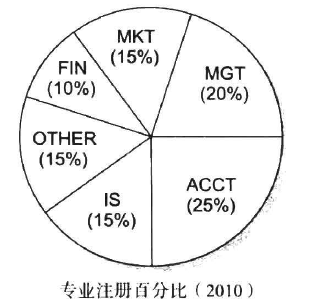 MKT
(15%)
MGT
(20%)
FIN
(10%)
OTHER
(15%)
IS
(15%)
ACCT
(25%)
专业注册百分比（2010）